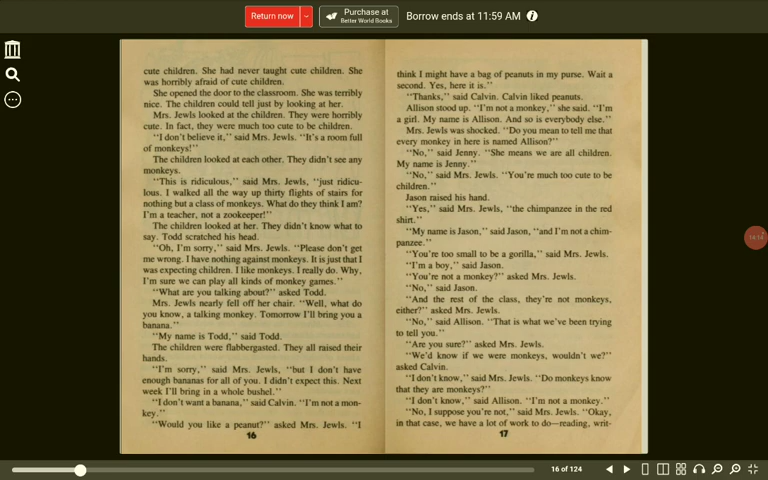 Return now
Purchase at
Better World Books
Borrow ends at 11:59 AM
cute children. She had never taught cute children. She
was horribly afraid of cute children.
She opened the door to the classroom. She was terribly
nice. The children could tell just by looking at her.
Mrs. Jewls looked at the children. They were horribly
cute. In fact, they were much too cute to be children.
"I don't believe it," said Mrs. Jewls. "It's a room full
of monkeys!"
The children looked at each other. They didn't see any
monkeys.
"This is ridiculous," said Mrs. Jewls, "just ridicu-
lous. I walked all the way up thirty flights of stairs for
nothing but a class of monkeys. What do they think I am?
I'm a teacher, not a zookeeper!"
The children looked at her. They didn't know what to
say. Todd scratched his head.
"Oh, I'm sorry," said Mrs. Jewls. "Please don't get
me wrong. I have nothing against monkeys. It is just that I
was expecting children. I like monkeys. I really do. Why,
I'm sure we can play all kinds of monkey games."
"What are you talking about?" asked Todd.
Mrs. Jewls nearly fell off her chair. "Well, what do
you know, a talking monkey. Tomorrow I'll bring you a
banana."
"My name is Todd," said Todd.
The children were flabbergasted. They all raised their
hands.
"I'm sorry," said Mrs. Jewls, "but I don't have
enough bananas for all of you. I didn't expect this. Next
week I'll bring in a whole bushel."
"I don't want a banana," said Calvin. "I'm not a mon-
key."
"Would you like a peanut?" asked Mrs. Jewls. "I
16
think I might have a bag of peanuts in my purse. Wait a
second. Yes, here it is."
"Thanks," said Calvin. Calvin liked peanuts.
Allison stood up. "I'm not a monkey," she said. "I'm
a girl. My name is Allison. And so is everybody else."
Mrs. Jewls was shocked. "Do you mean to tell me that
every monkey in here is named Allison?"
"No," said Jenny. "She means we are all children.
My name is Jenny."
"No," said Mrs. Jewls. "You're much too cute to be
children."
Jason raised his hand.
"Yes," said Mrs. Jewls, "the chimpanzee in the red
shirt."
"My name is Jason," said Jason, "and I'm not a chim-
panzee."
"You're too small to be a gorilla," said Mrs. Jewls.
"I'm a boy," said Jason.
"You're not a monkey?" asked Mrs. Jewls.
"No," said Jason.
"And the rest of the class, they're not monkeys,
either?" asked Mrs. Jewls.
"No," said Allison. "That is what we've been trying
to tell you."
"Are you sure?" asked Mrs. Jewls.
"We'd know if we were monkeys, wouldn't we?"
asked Calvin.
"I don't know," said Mrs. Jewls. "Do monkeys know
that they are monkeys?"
"I don't know," said Allison. "I'm not a monkey."
"No, I suppose you're not," said Mrs. Jewls. "Okay,
in that case, we have a lot of work to do—reading, writ-
17
16 of 124